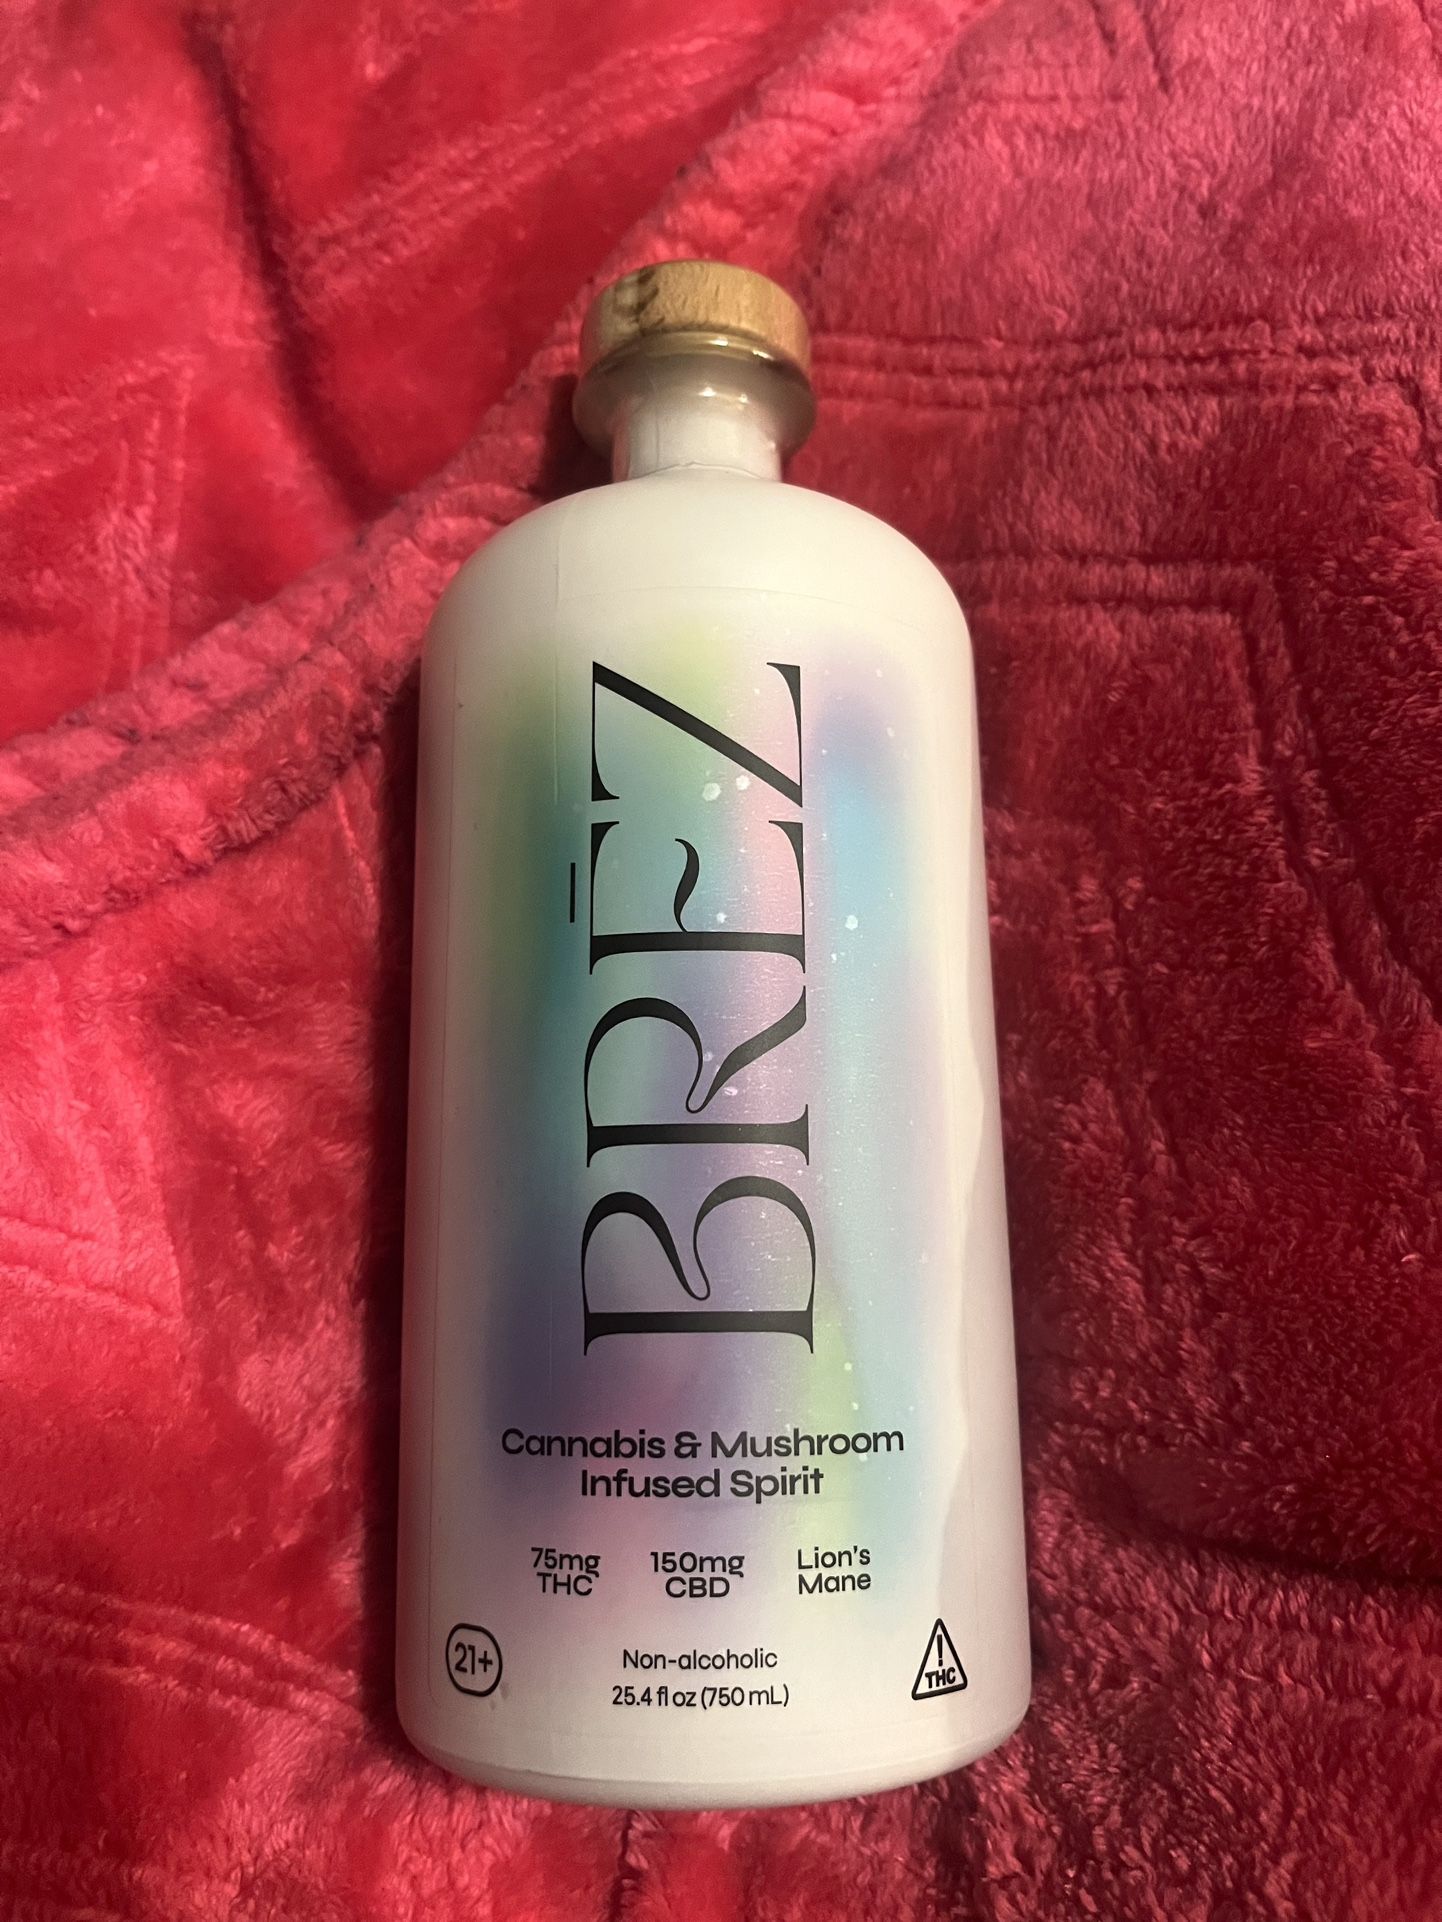 BRĒZ
Cannabis & Mushroom
Infused Spirit
75mg
THC
150mg
CBD
Lion's
Mane
21+
Non-alcoholic
25.4 fl oz (750 mL)
!
THC